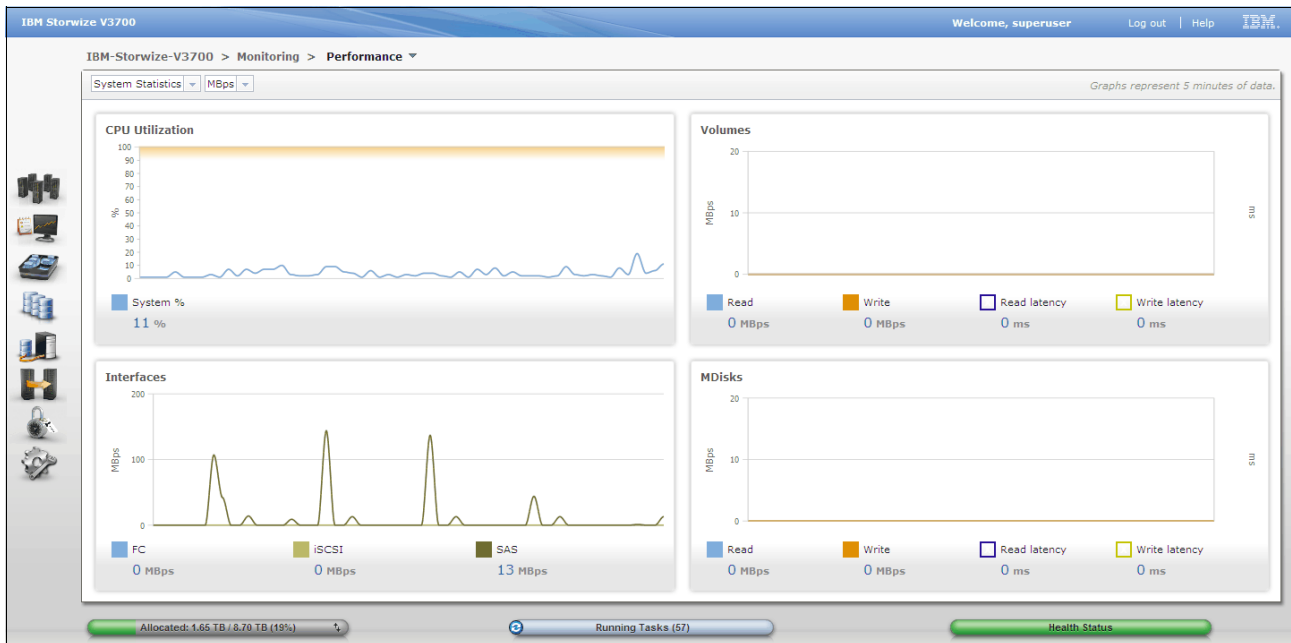 IBM Storwize V3700
Welcome, superuser
Log out | Help
IBM.
IBM-Storwize-V3700 > Monitoring > Performance
System Statistics
MBps
Graphs represent 5 minutes of data.
CPU Utilization
100
90
80
70
60
50
40
30
20
10
0
%
System %
11 %
Volumes
20
10
0
MBps
ms
Read
Write
Read latency
Write latency
0 MBps
0 MBps
0 ms
0 ms
Interfaces
200
100
0
MBps
FC
iSCSI
SAS
0 MBps
0 MBps
13 MBps
MDisks
20
10
0
MBps
ms
Read
Write
Read latency
Write latency
0 MBps
0 MBps
0 ms
0 ms
Allocated: 1.65 TB / 8.70 TB (19%)
Running Tasks (57)
Health Status